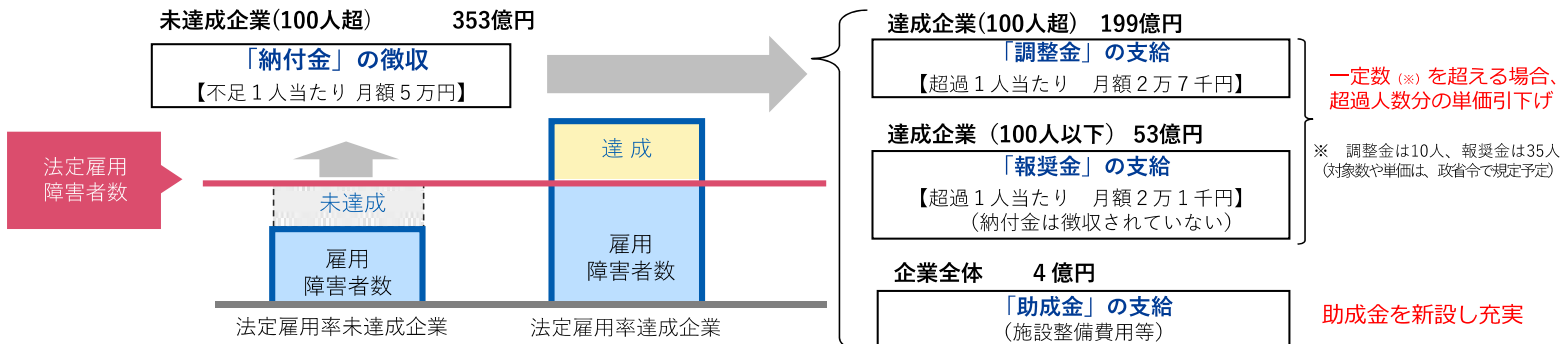 未達成企業(100人超)　353億円
「納付金」の徴収
【不足１人当たり 月額５万円】
法定雇用
障害者数
未達成
雇用
障害者数
法定雇用率未達成企業
達 成
雇用
障害者数
法定雇用率達成企業
達成企業(100人超)　199億円
「調整金」の支給
【超過１人当たり　月額２万７千円】
達成企業（100人以下）53億円
「報奨金」の支給
【超過１人当たり　月額２万１千円】
（納付金は徴収されていない）
企業全体　４億円
「助成金」の支給
（施設整備費用等）
一定数（※）を超える場合、
超過人数分の単価引下げ
※　調整金は10人、報奨金は35人
（対象数や単価は、政省令で規定予定）
助成金を新設し充実